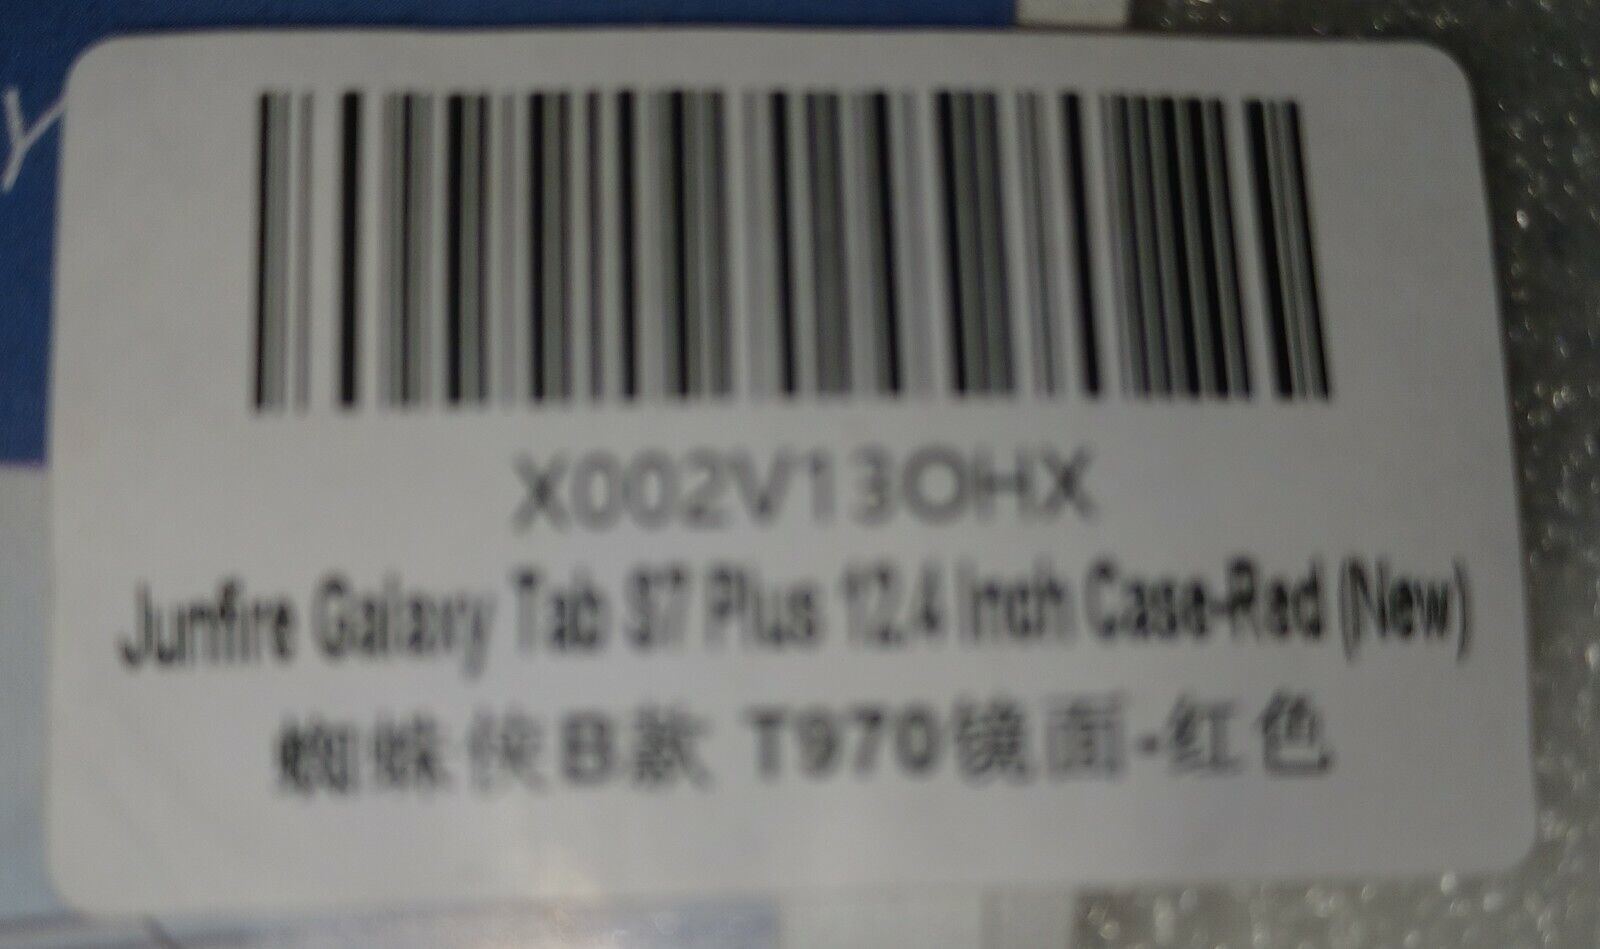 X002V13OHX
Junfire Galaxy Tab S7 Plus 12.4 Inch Case-Red (New)
蜘蛛侠B款 T970镜面-红色